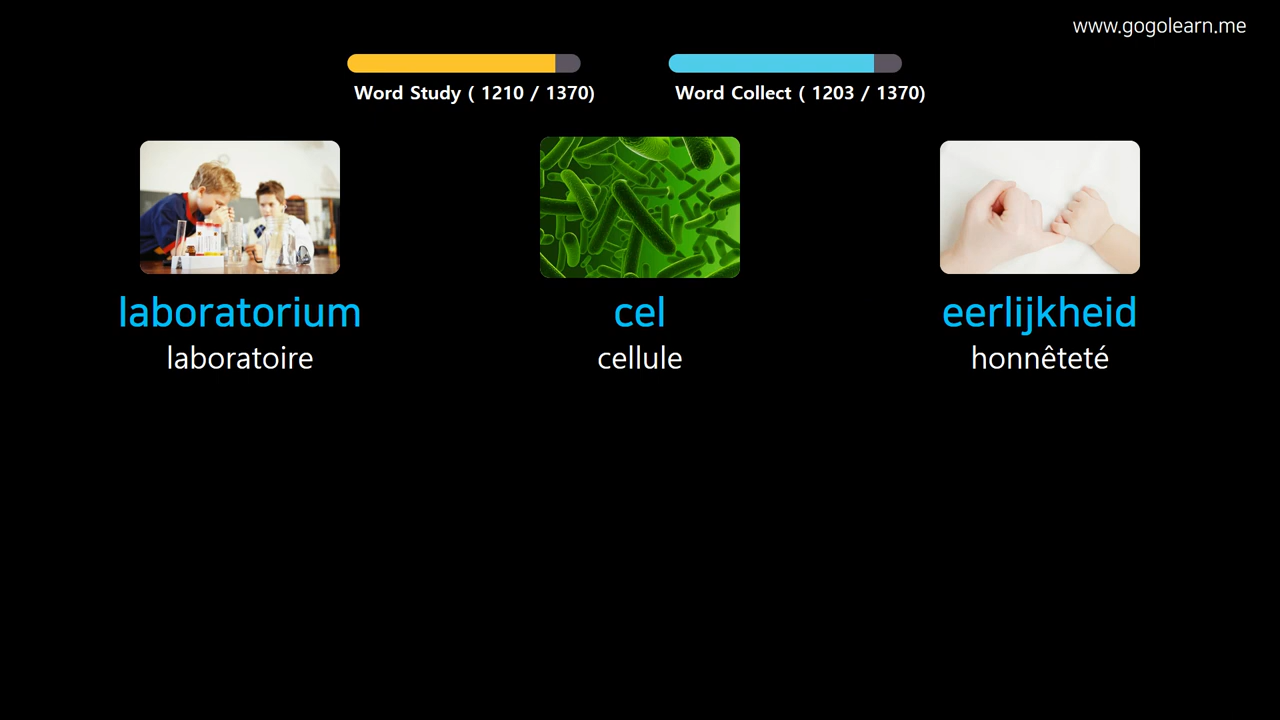 www.gogolearn.me
Word Study ( 1210 / 1370)
Word Collect ( 1203 / 1370)
laboratorium
laboratoire
cel
cellule
eerlijkheid
honnêteté